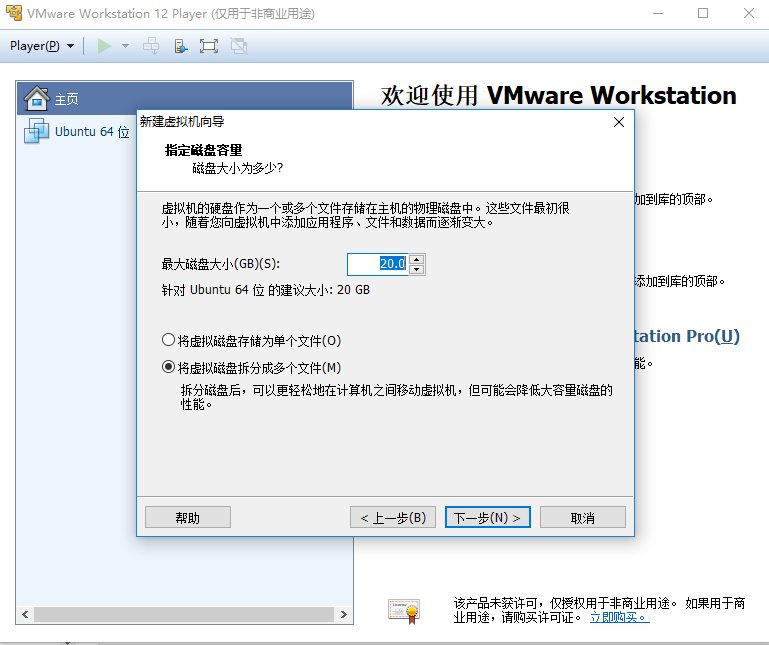 VMware Workstation 12 Player (仅用于非商业用途)
Player(P)
主页
Ubuntu 64 位
欢迎使用 VMware Workstation
加到库的顶部。
添加到库的顶部。
tation Pro(U)
能。
新建虚拟机向导
指定磁盘容量
磁盘大小为多少?
虚拟机的硬盘作为一个或多个文件存储在主机的物理磁盘中。这些文件最初很
小，随着您向虚拟机中添加应用程序、文件和数据而逐渐变大。
最大磁盘大小(GB)(S):
20.0
针对 Ubuntu 64 位 的建议大小: 20 GB
将虚拟磁盘存储为单个文件(O)
将虚拟磁盘拆分成多个文件(M)
拆分磁盘后，可以更轻松地在计算机之间移动虚拟机，但可能会降低大容量磁盘的
性能。
帮助
< 上一步(B)
下一步(N) >
取消
该产品未获许可，仅授权用于非商业用途。 如果用于商
业用途，请购买许可证。 立即购买。